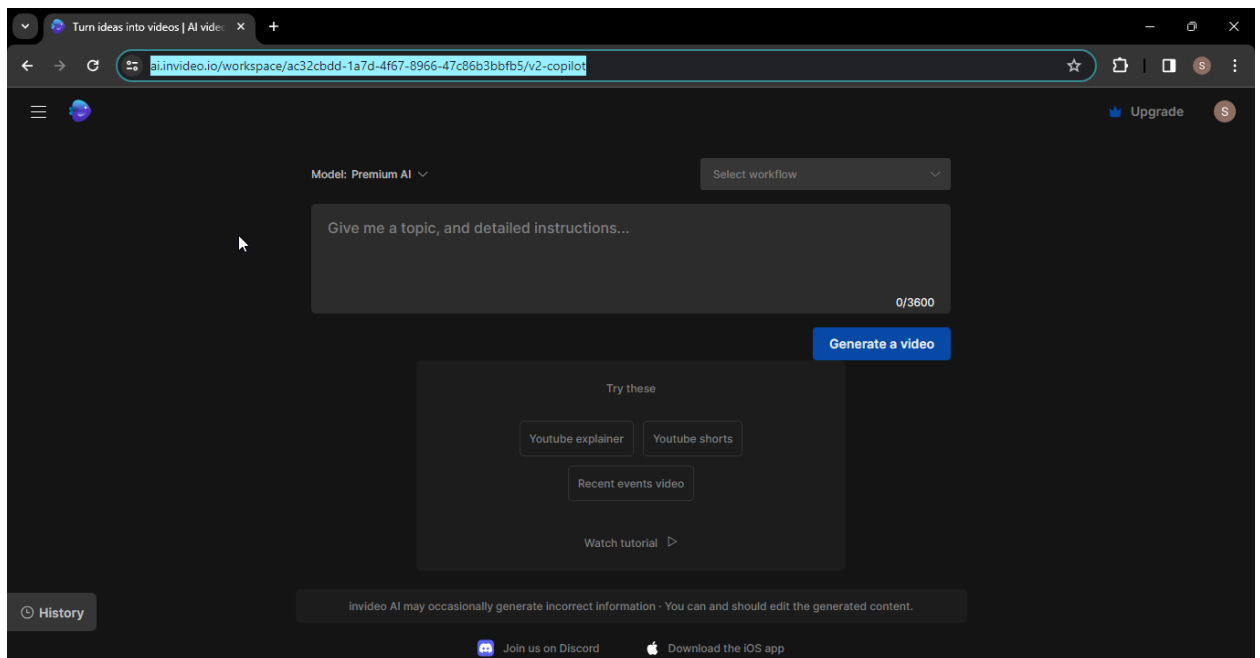 Turn ideas into videos | AI vide
ai.invideo.io/workspace/ac32cbdd-1a7d-4f67-8966-47c86b3bbfb5/v2-copilot
S
Upgrade
S
Model: Premium AI
Select workflow
Give me a topic, and detailed instructions...
0/3600
Generate a video
Try these
Youtube explainer
Youtube shorts
Recent events video
Watch tutorial
History
invideo AI may occasionally generate incorrect information · You can and should edit the generated content.
Join us on Discord
Download the iOS app